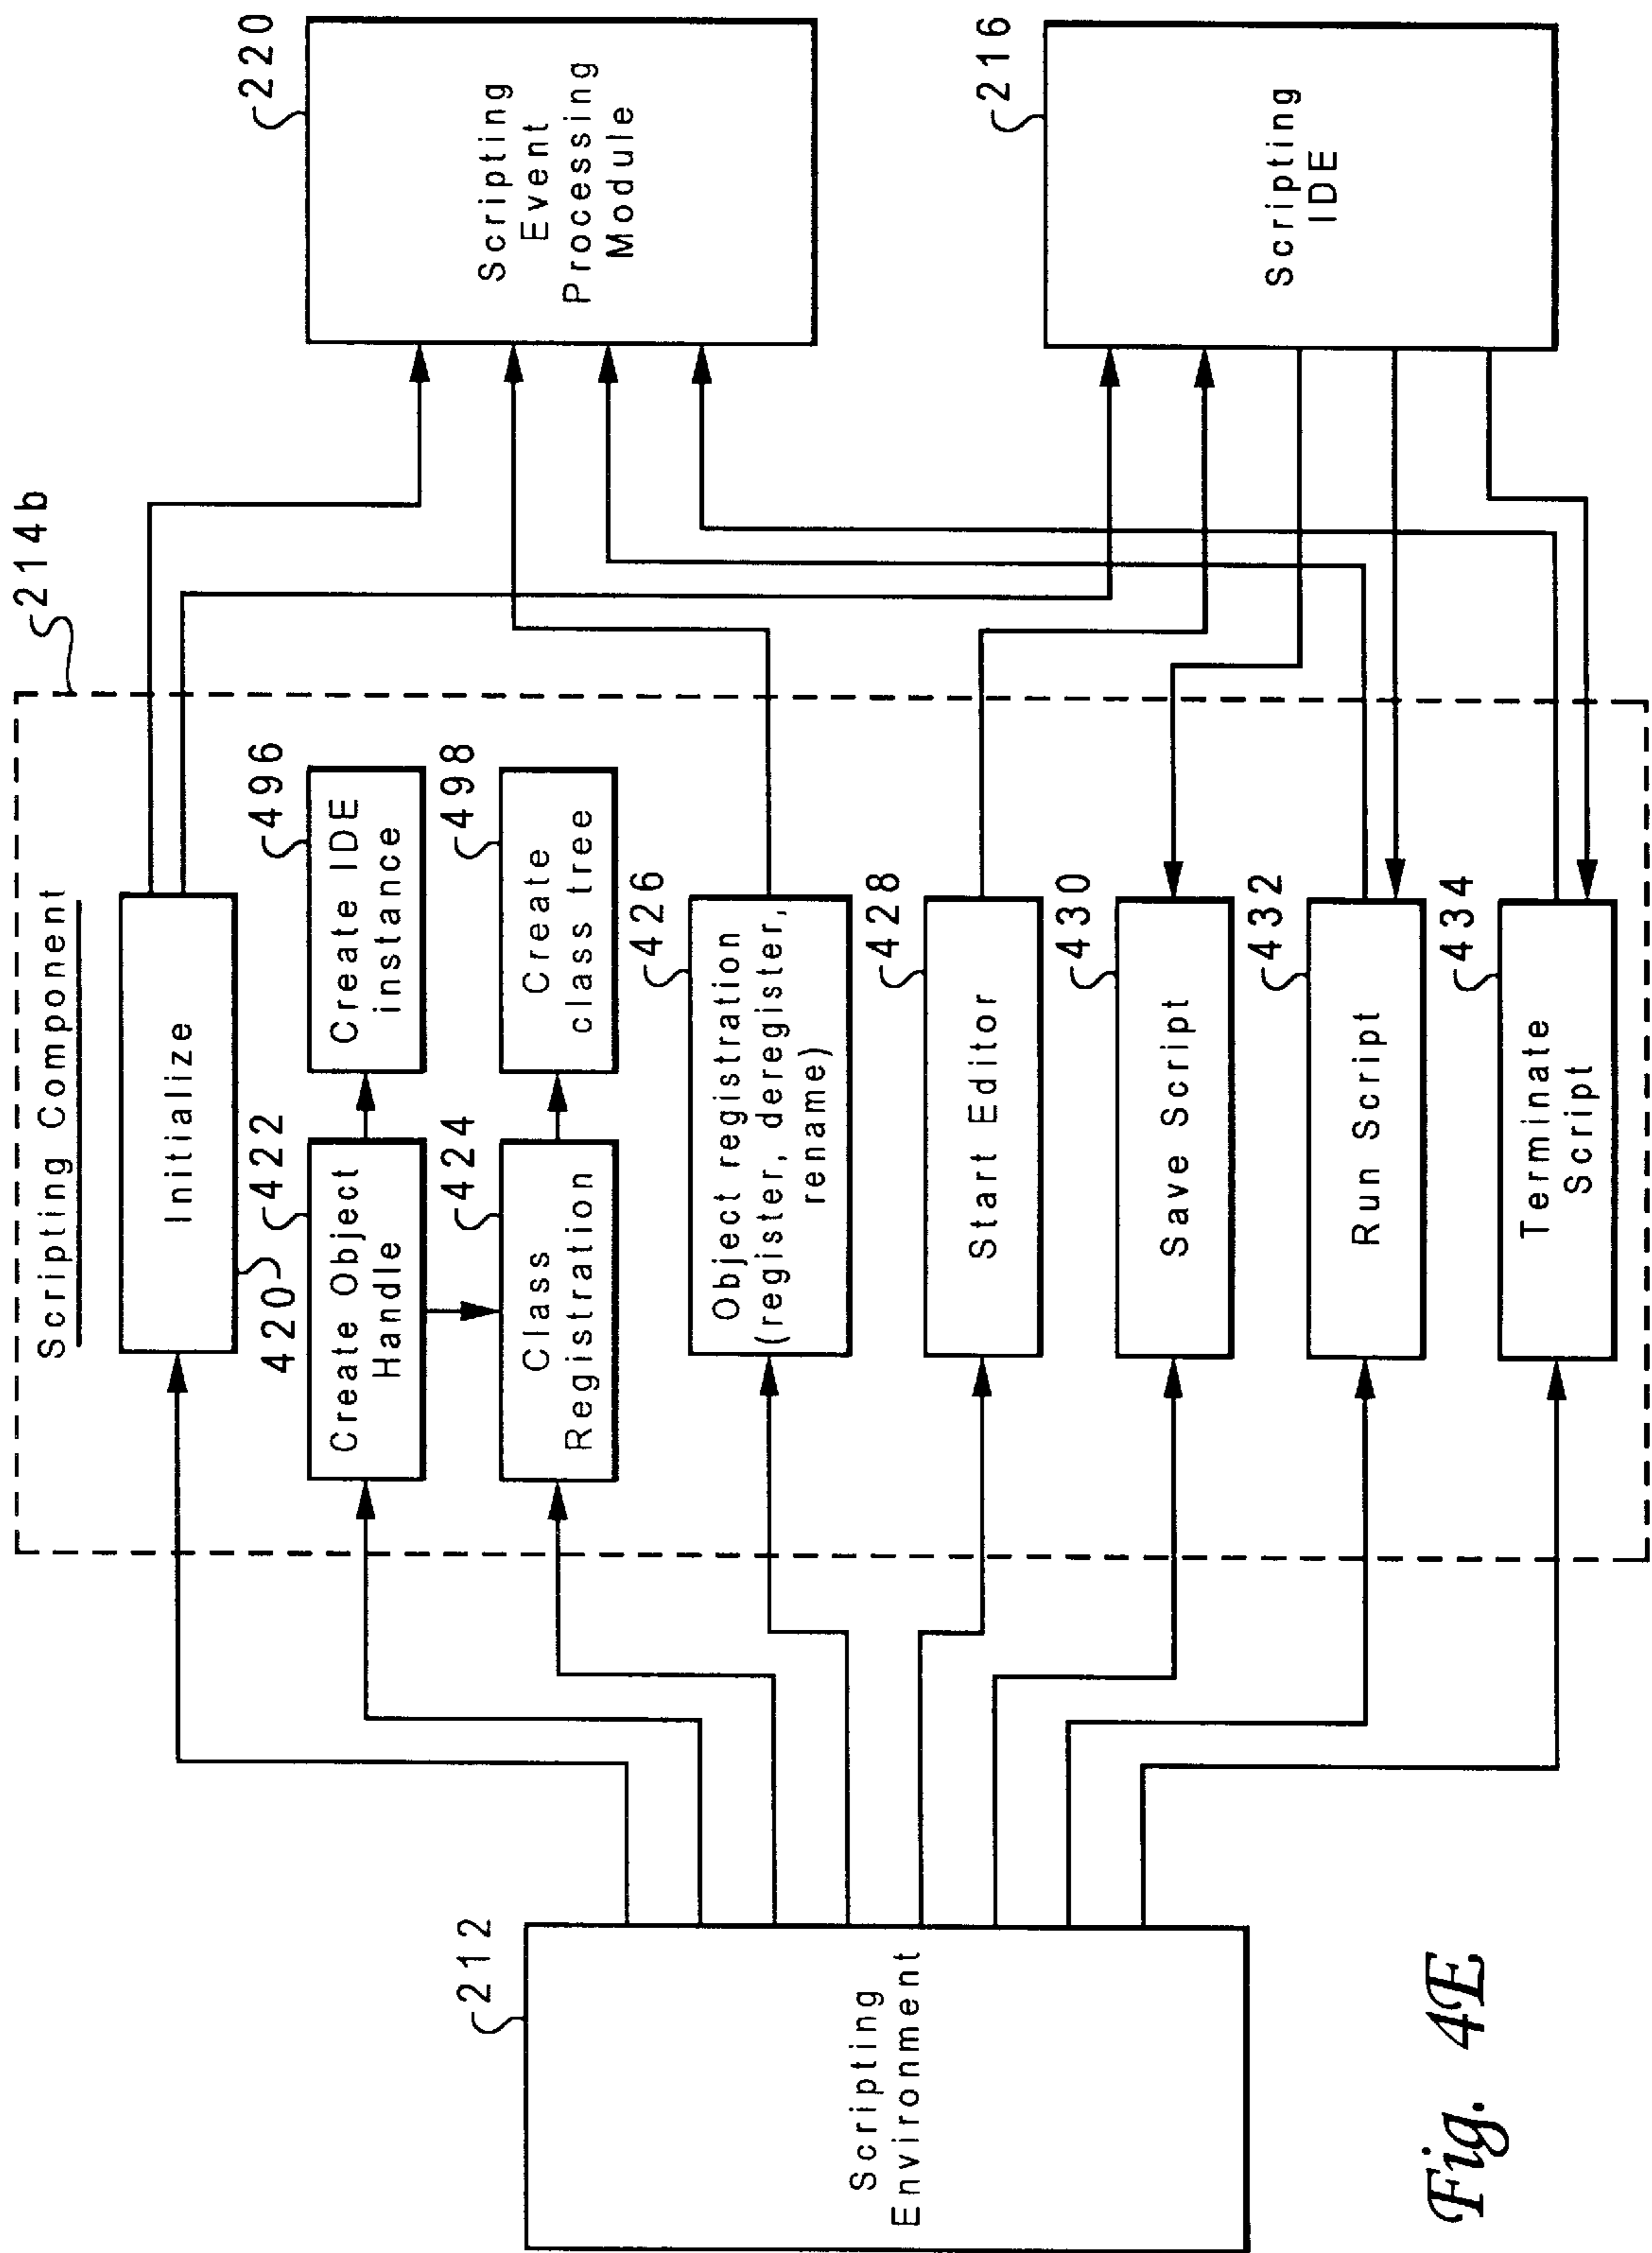 214b
Scripting Component
Initialize
420
422
Create Object
Handle
496
Create IDE
instance
424
Class
Registration
498
Create
class tree
426
Object registration
(register, deregister,
rename)
428
Start Editor
430
Save Script
432
Run Script
434
Terminate
Script
212
Scripting
Environment
220
Scripting
Event
Processing
Module
216
Scripting
IDE
Fig. 4E